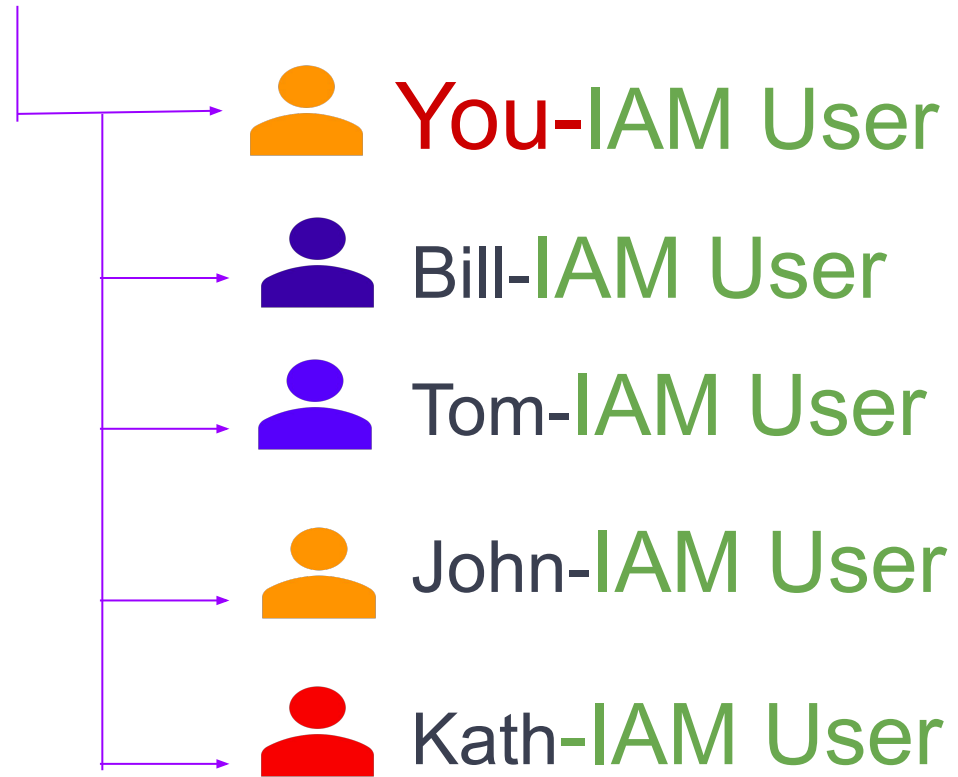 You-IAM User
Bill-IAM User
Tom-IAM User
John-IAM User
Kath-IAM User